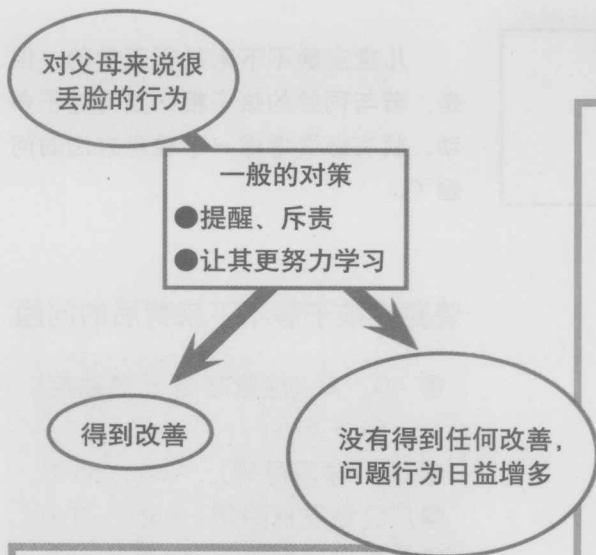 对父母来说很
丢脸的行为
一般的对策
●提醒、斥责
●让其更努力学习
得到改善
没有得到任何改善，
问题行为日益增多